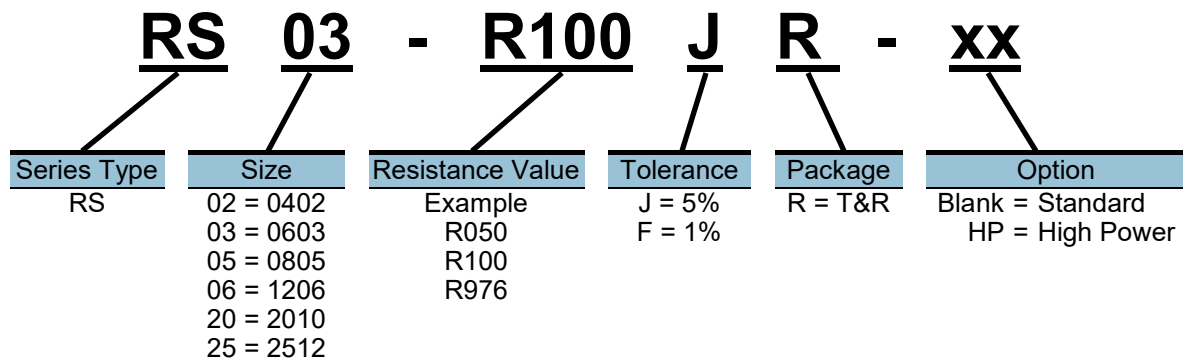 RS 03 - R100 J R - xx
Series Type Size Resistance Value Tolerance Package Option
RS 02 = 0402 Example J = 5% R = T&R Blank = Standard
03 = 0603 R050 F = 1% HP = High Power
05 = 0805 R100
06 = 1206 R976
20 = 2010
25 = 2512